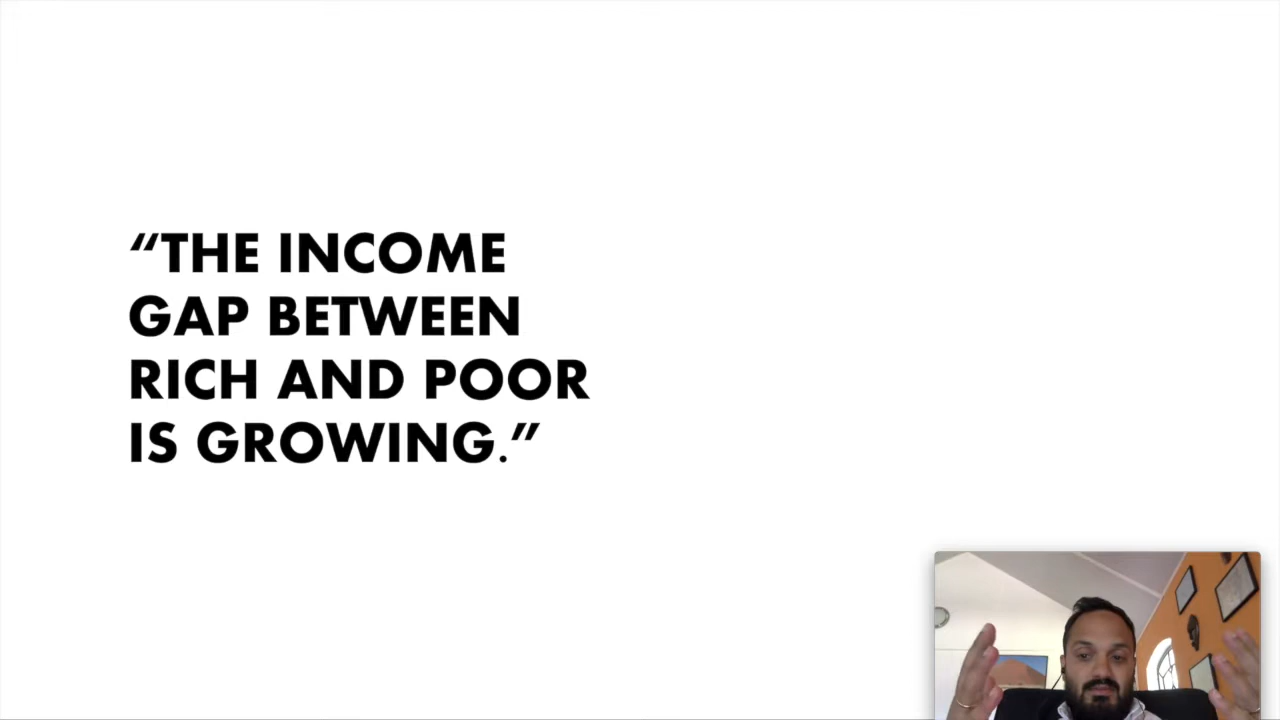 “THE INCOME
GAP BETWEEN
RICH AND POOR
IS GROWING.”